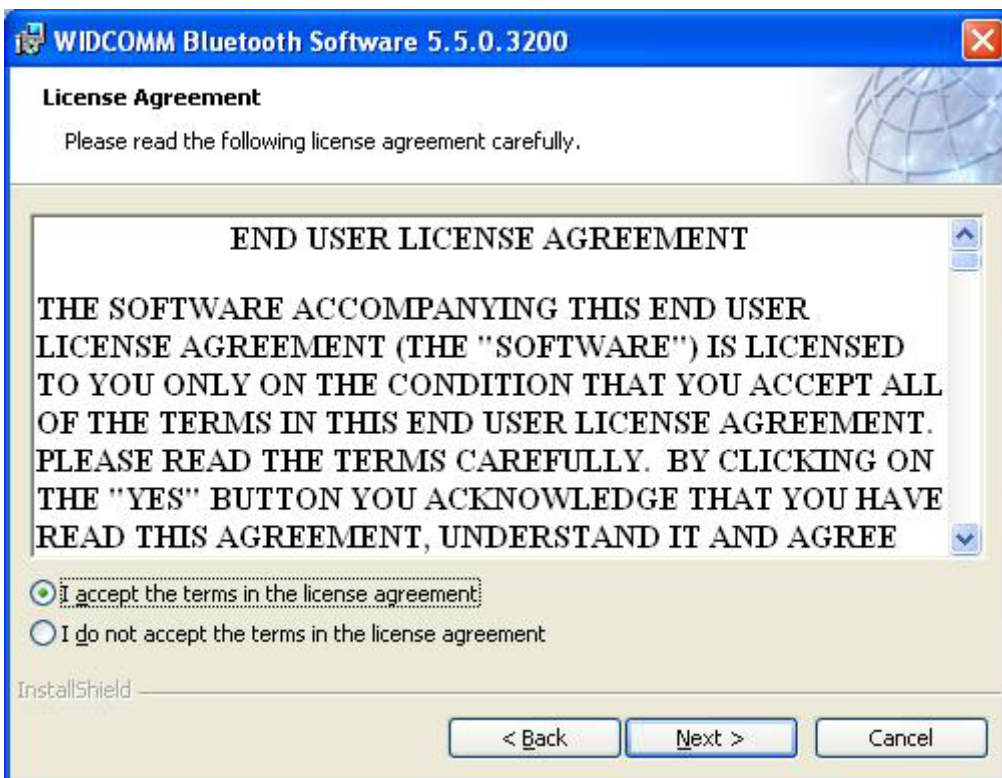 WIDCOMM Bluetooth Software 5.5.0.3200
License Agreement
Please read the following license agreement carefully.
END USER LICENSE AGREEMENT
THE SOFTWARE ACCOMPANYING THIS END USER
LICENSE AGREEMENT (THE "SOFTWARE") IS LICENSED
TO YOU ONLY ON THE CONDITION THAT YOU ACCEPT ALL
OF THE TERMS IN THIS END USER LICENSE AGREEMENT.
PLEASE READ THE TERMS CAREFULLY.  BY CLICKING ON
THE "YES" BUTTON YOU ACKNOWLEDGE THAT YOU HAVE
READ THIS AGREEMENT, UNDERSTAND IT AND AGREE
I accept the terms in the license agreement
I do not accept the terms in the license agreement
InstallShield
< Back Next > Cancel